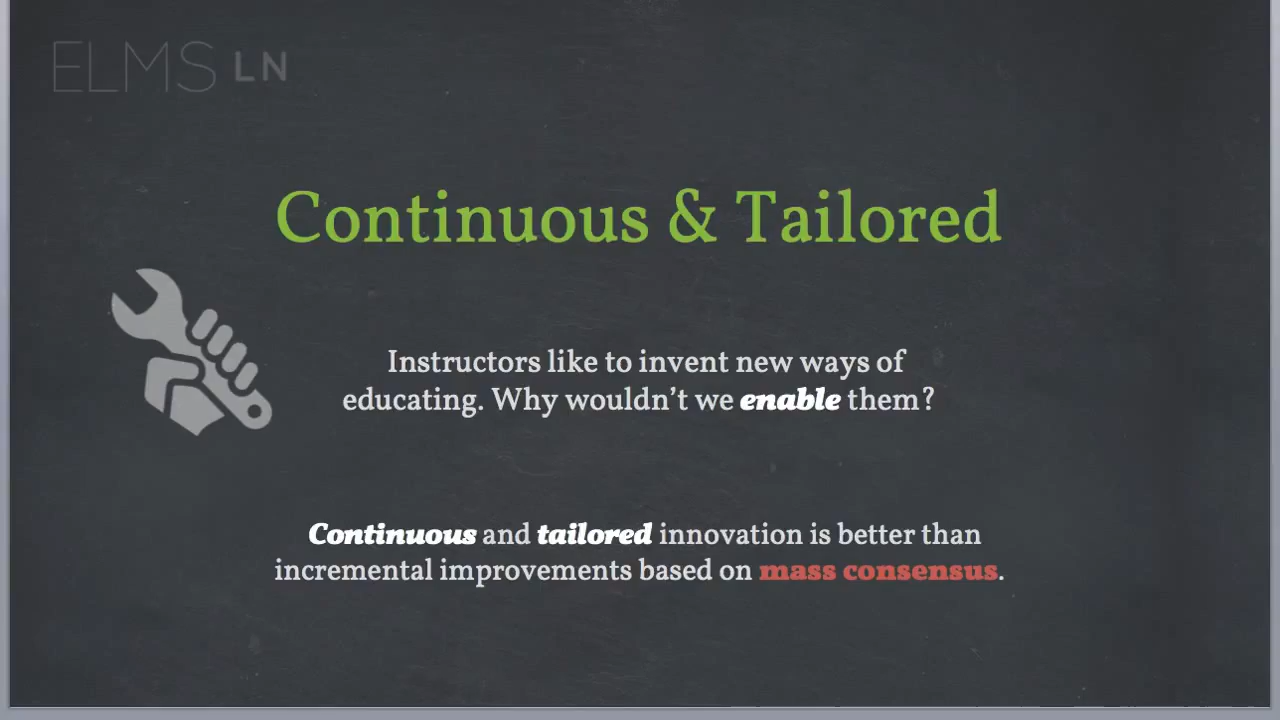 ELMS LN
Continuous & Tailored
Instructors like to invent new ways of
educating. Why wouldn’t we enable them?
Continuous and tailored innovation is better than
incremental improvements based on mass consensus.